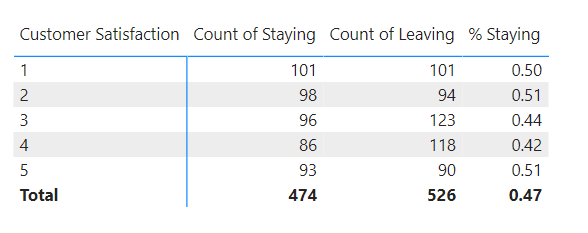 Customer Satisfaction Count of Staying Count of Leaving % Staying
1 101 101 0.50
2 98 94 0.51
3 96 123 0.44
4 86 118 0.42
5 93 90 0.51
Total 474 526 0.47